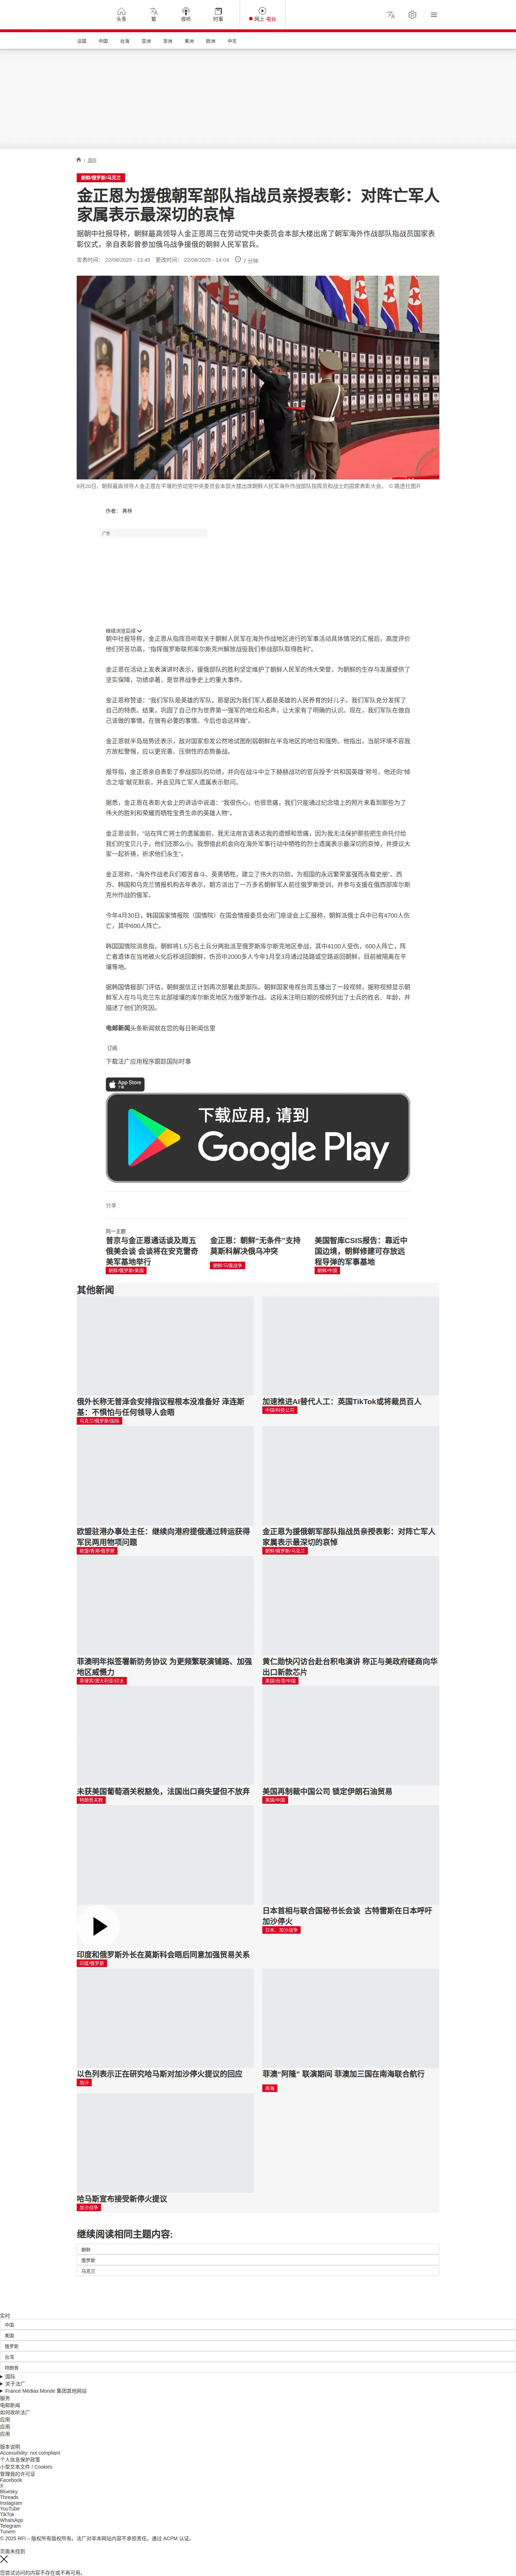 头条
繁
收听
时事
网上 电台
法国
中国
台海
亚洲
非洲
美洲
欧洲
中东
/ 国际
朝鲜/俄罗斯/乌克兰
金正恩为援俄朝军部队指战员亲授表彰：对阵亡军人
家属表示最深切的哀悼
据朝中社报导称，朝鲜最高领导人金正恩周三在劳动党中央委员会本部大楼出席了朝军海外作战部队指战员国家表
彰仪式，亲自表彰曾参加俄乌战争援俄的朝鲜人民军官兵。
发表时间： 22/08/2025 - 13:45 更改时间： 22/08/2025 - 14:04 7 分钟
8月20日，朝鲜最高领导人金正恩在平壤的劳动党中央委员会本部大楼出席朝鲜人民军海外作战部队指挥员和战士的国家表彰大会。 © 路透社图片
作者： 弗林
广告
继续浏览后续
朝中社报导称，金正恩从指挥员听取关于朝鲜人民军在海外作战地区进行的军事活动具体情况的汇报后，高度评价
他们劳苦功高，“指挥俄罗斯联邦库尔斯克州解放战役我们参战部队取得胜利”。
金正恩在活动上发表演讲时表示，援俄部队的胜利坚定维护了朝鲜人民军的伟大荣誉，为朝鲜的生存与发展提供了
坚实保障，功绩卓著，是世界战争史上的重大事件。
金正恩称赞道：“我们军队是英雄的军队，那是因为我们军人都是英雄的人民养育的好儿子。我们军队充分发挥了
自己的特质。结果，巩固了自己作为世界第一强军的地位和名声，让大家有了明确的认识。现在，我们军队在做自
己该做的事情，在做有必要的事情。今后也会这样做”。
金正恩就半岛局势还表示，敌对国家愈发公然地试图削弱朝鲜在半岛地区的地位和强势。他指出，当前环境不容我
方放松警惕，应以更完善、压倒性的态势备战。
报导指，金正恩亲自表彰了参战部队的功绩，并向在战斗中立下赫赫战功的官兵授予“共和国英雄”称号。他还向“悼
念之墙”献花默哀，并会见阵亡军人遗属表示慰问。
据悉，金正恩在表彰大会上的讲话中说道：“我很伤心，也很悲痛，我们只能通过纪念墙上的照片来看到那些为了
伟大的胜利和荣耀而牺牲宝贵生命的英雄人物”。
金正恩谈到，“站在阵亡将士的遗属面前，我无法用言语表达我的遗憾和悲痛，因为我无法保护那些把生命托付给
我们的宝贝儿子，他们还那么小。我想借此机会向在海外军事行动中牺牲的烈士遗属表示最深切的哀悼，并提议大
家一起祈祷，祈求他们永生”。
金正恩称，“海外作战老兵们艰苦奋斗、英勇牺牲，建立了伟大的功勋，为祖国的永远繁荣富强而永载史册”。西
方、韩国和乌克兰情报机构去年表示，朝方派出了一万多名朝鲜军人前往俄罗斯受训，并参与支援在俄西部库尔斯
克州作战的俄军。
今年4月30日，韩国国家情报院（国情院）在国会情报委员会闭门座谈会上汇报称，朝鲜派俄士兵中已有4700人伤
亡，其中600人阵亡。
韩国国情院消息指，朝鲜将1.5万名士兵分两批派至俄罗斯库尔斯克地区参战，其中4100人受伤，600人阵亡，阵
亡者遗体在当地被火化后移送回朝鲜，伤员中2000多人今年1月至3月通过陆路或空路返回朝鲜，目前被隔离在平
壤等地。
据韩国情报部门评估，朝鲜据信正计划再次部署此类部队。朝鲜国家电视台周五播出了一段视频，据称视频显示朝
鲜军人在与乌克兰东北部接壤的库尔斯克地区为俄罗斯作战。这段未注明日期的视频列出了士兵的姓名、年龄，并
描述了他们的死因。
电邮新闻头条新闻就在您的每日新闻信里
订阅
下载法广应用程序跟踪国际时事
App Store
下载
下载应用，请到
Google Play
分享 :
同一主题
普京与金正恩通话谈及周五
俄美会谈 会谈将在安克雷奇
美军基地举行
朝鲜/俄罗斯/美国
金正恩：朝鲜“无条件”支持
莫斯科解决俄乌冲突
朝鲜/乌俄战争
美国智库CSIS报告：靠近中
国边境，朝鲜修建可存放远
程导弹的军事基地
朝鲜/中国
其他新闻
俄外长称无普泽会安排指议程根本没准备好 泽连斯
基：不惧怕与任何领导人会晤
乌克兰/俄罗斯/国际
加速推进AI替代人工：英国TikTok或将裁员百人
中国/科技公司
欧盟驻港办事处主任：继续向港府提俄通过转运获得
军民两用物项问题
欧盟/香港/俄罗斯
金正恩为援俄朝军部队指战员亲授表彰：对阵亡军人
家属表示最深切的哀悼
朝鲜/俄罗斯/乌克兰
菲澳明年拟签署新防务协议 为更频繁联演铺路、加强
地区威慑力
菲律宾/澳大利亚/印太
黄仁勋快闪访台赴台积电演讲 称正与美政府磋商向华
出口新款芯片
美国/台湾/中国
未获美国葡萄酒关税豁免，法国出口商失望但不放弃
特朗普关税
美国再制裁中国公司 锁定伊朗石油贸易
美国/中国
印度和俄罗斯外长在莫斯科会晤后同意加强贸易关系
印度/俄罗斯
日本首相与联合国秘书长会谈 古特雷斯在日本呼吁
加沙停火
日本、加沙战争
以色列表示正在研究哈马斯对加沙停火提议的回应
加沙
菲澳“阿隆” 联演期间 菲澳加三国在南海联合航行
南海
哈马斯宣布接受新停火提议
加沙战争
继续阅读相同主题内容:
朝鲜
俄罗斯
乌克兰
实时
中国
美国
俄罗斯
台湾
特朗普
国际
关于法广
France Médias Monde 集团其他网站
服务
电邮新闻
如何收听法广
应用
应用
应用
版本说明
Accessibility: not compliant
个人信息保护政策
小型文本文件 / Cookies
管理我的许可证
Facebook
X
Bluesky
Threads
Instagram
YouTube
TikTok
WhatsApp
Telegram
TuneIn
© 2025 RFI – 版权所有版权所有。法广对非本网站内容不承担责任。通过 ACPM 认证。
页面未找到
您尝试访问的内容不存在或不再可用。